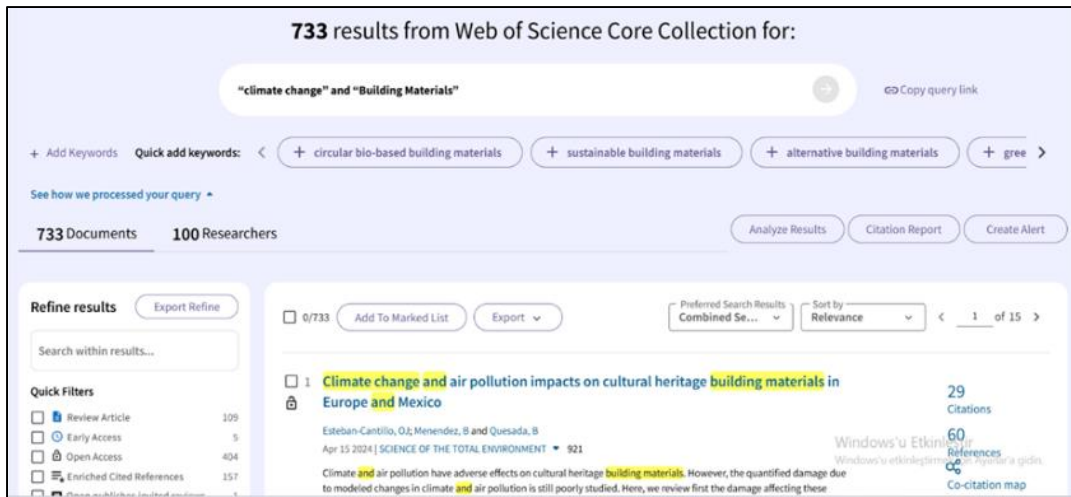 733 results from Web of Science Core Collection for:
“climate change” and “Building Materials”
Copy query link
+ Add Keywords Quick add keywords: < + circular bio-based building materials + sustainable building materials + alternative building materials + gree >
See how we processed your query
733 Documents 100 Researchers
Analyze Results Citation Report Create Alert
Refine results Export Refine
0/733 Add To Marked List Export
Preferred Search Results
Combined Se...
Sort by
Relevance
< 1 of 15 >
Search within results...
Quick Filters
Review Article 109
Early Access 5
Open Access 404
Enriched Cited References 157
1 Climate change and air pollution impacts on cultural heritage building materials in
Europe and Mexico
Esteban-Cantillo, OJ; Menendez, B and Quesada, B
Apr 15 2024 | SCIENCE OF THE TOTAL ENVIRONMENT 921
Climate and air pollution have adverse effects on cultural heritage building materials. However, the quantified damage due
to modeled changes in climate and air pollution is still poorly studied. Here, we review first the damage affecting these
29
Citations
60
References
Co-citation map
Windows'u Etkinleştir